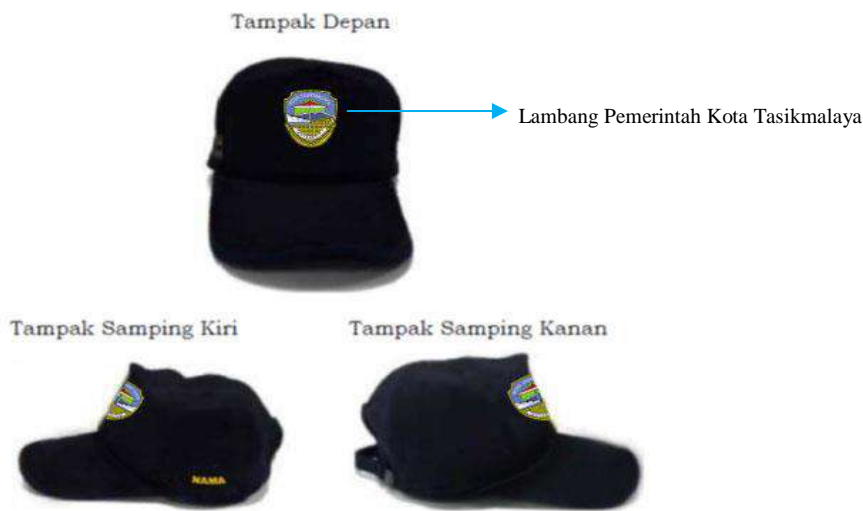 Tampak Depan
Lambang Pemerintah Kota Tasikmalaya
Tampak Samping Kiri
Tampak Samping Kanan
NAMA